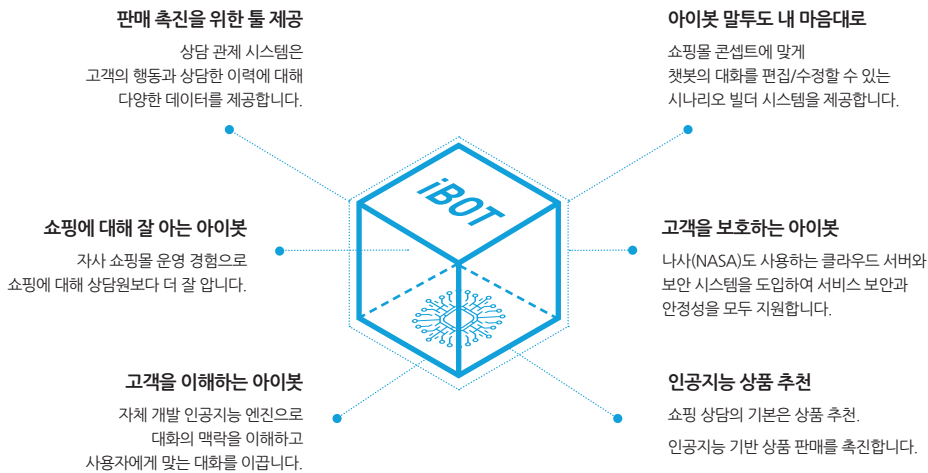 판매 촉진을 위한 툴 제공
상담 관제 시스템은
고객의 행동과 상담한 이력에 대해
다양한 데이터를 제공합니다.
아이봇 말투도 내 마음대로
쇼핑몰 콘셉트에 맞게
챗봇의 대화를 편집/수정할 수 있는
시나리오 빌더 시스템을 제공합니다.
iBOT
쇼핑에 대해 잘 아는 아이봇
자사 쇼핑몰 운영 경험으로
쇼핑에 대해 상담원보다 더 잘 압니다.
고객을 보호하는 아이봇
나사(NASA)도 사용하는 클라우드 서버와
보안 시스템을 도입하여 서비스 보안과
안정성을 모두 지원합니다.
고객을 이해하는 아이봇
자체 개발 인공지능 엔진으로
대화의 맥락을 이해하고
사용자에게 맞는 대화를 이끕니다.
인공지능 상품 추천
쇼핑 상담의 기본은 상품 추천.
인공지능 기반 상품 판매를 촉진합니다.